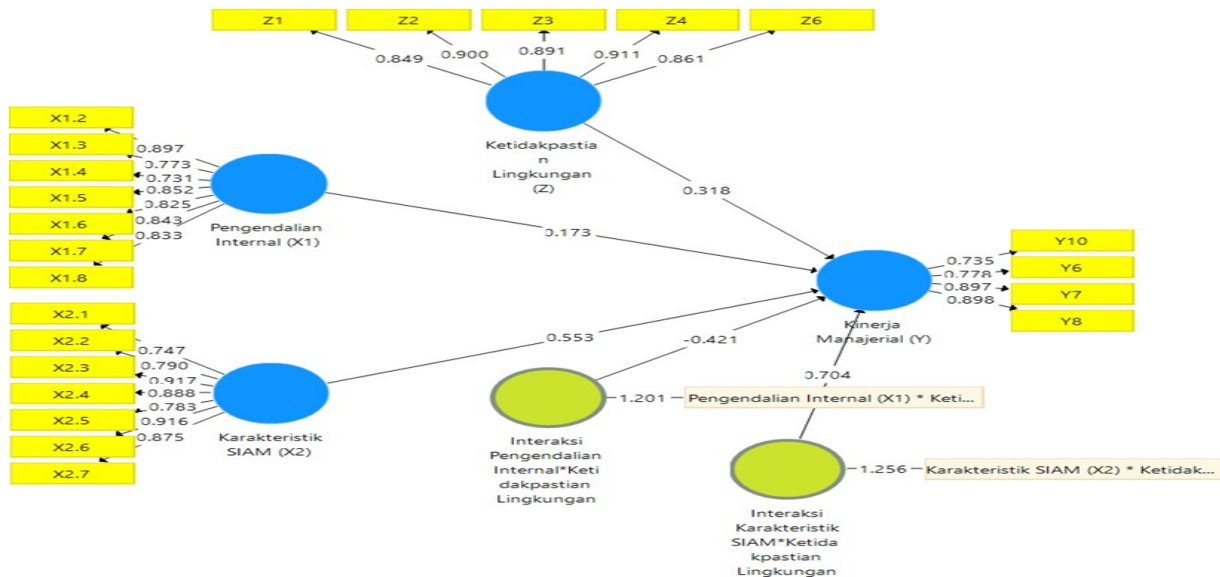 Z1
Z2
Z3
Z4
Z6
0.849
0.900
0.891
0.911
0.861
Ketidakpastia
n
Lingkungan
(Z)
X1.2
X1.3
X1.4
X1.5
X1.6
X1.7
X1.8
0.897
0.773
0.731
0.852
0.825
0.843
0.833
Pengendalian
Internal (X1)
0.318
0.173
Y10
Y6
Y7
Y8
0.735
0.778
0.897
0.898
Kinerja
Manajerial (Y)
X2.1
X2.2
X2.3
X2.4
X2.5
X2.6
X2.7
0.747
0.790
0.917
0.888
0.783
0.916
0.875
Karakteristik
SIAM (X2)
0.553
-0.421
0.704
1.201
Pengendalian Internal (X1) * Keti...
Interaksi
Pengendalian
Internal*Keti
dakpastian
Lingkungan
1.256
Karakteristik SIAM (X2) * Ketidak...
Interaksi
Karakteristik
SIAM*Ketida
kpastian
Lingkungan